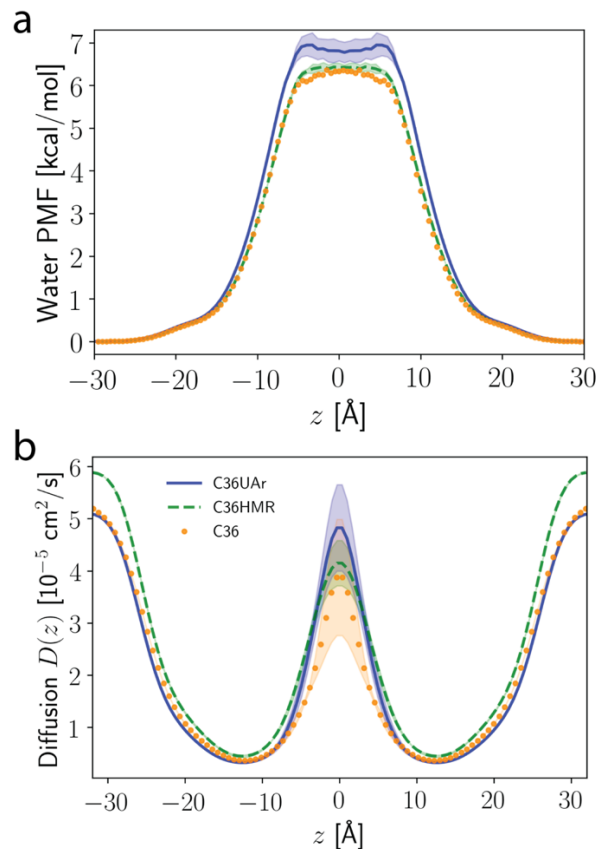 a
Water PMF [kcal/mol]
7
6
5
4
3
2
1
0
−30 −20 −10 0 10 20 30
z [Å]
b
Diffusion D(z) [10⁻⁵ cm²/s]
6
5
4
3
2
1
C36UAr
C36HMR
C36
−30 −20 −10 0 10 20 30
z [Å]